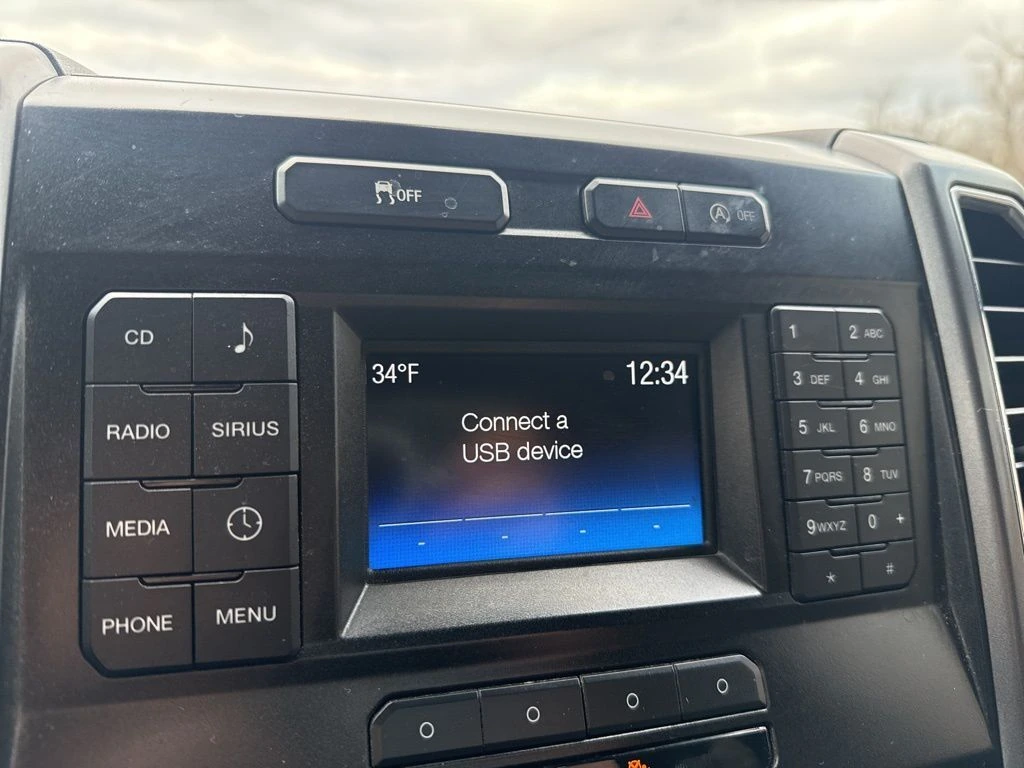 OFF
A OFF
CD
RADIO
SIRIUS
MEDIA
PHONE
MENU
34°F
12:34
Connect a
USB device
1
2 ABC
3 DEF
4 GHI
5 JKL
6 MNO
7 PQRS
8 TUV
9 WXYZ
0 +
* #